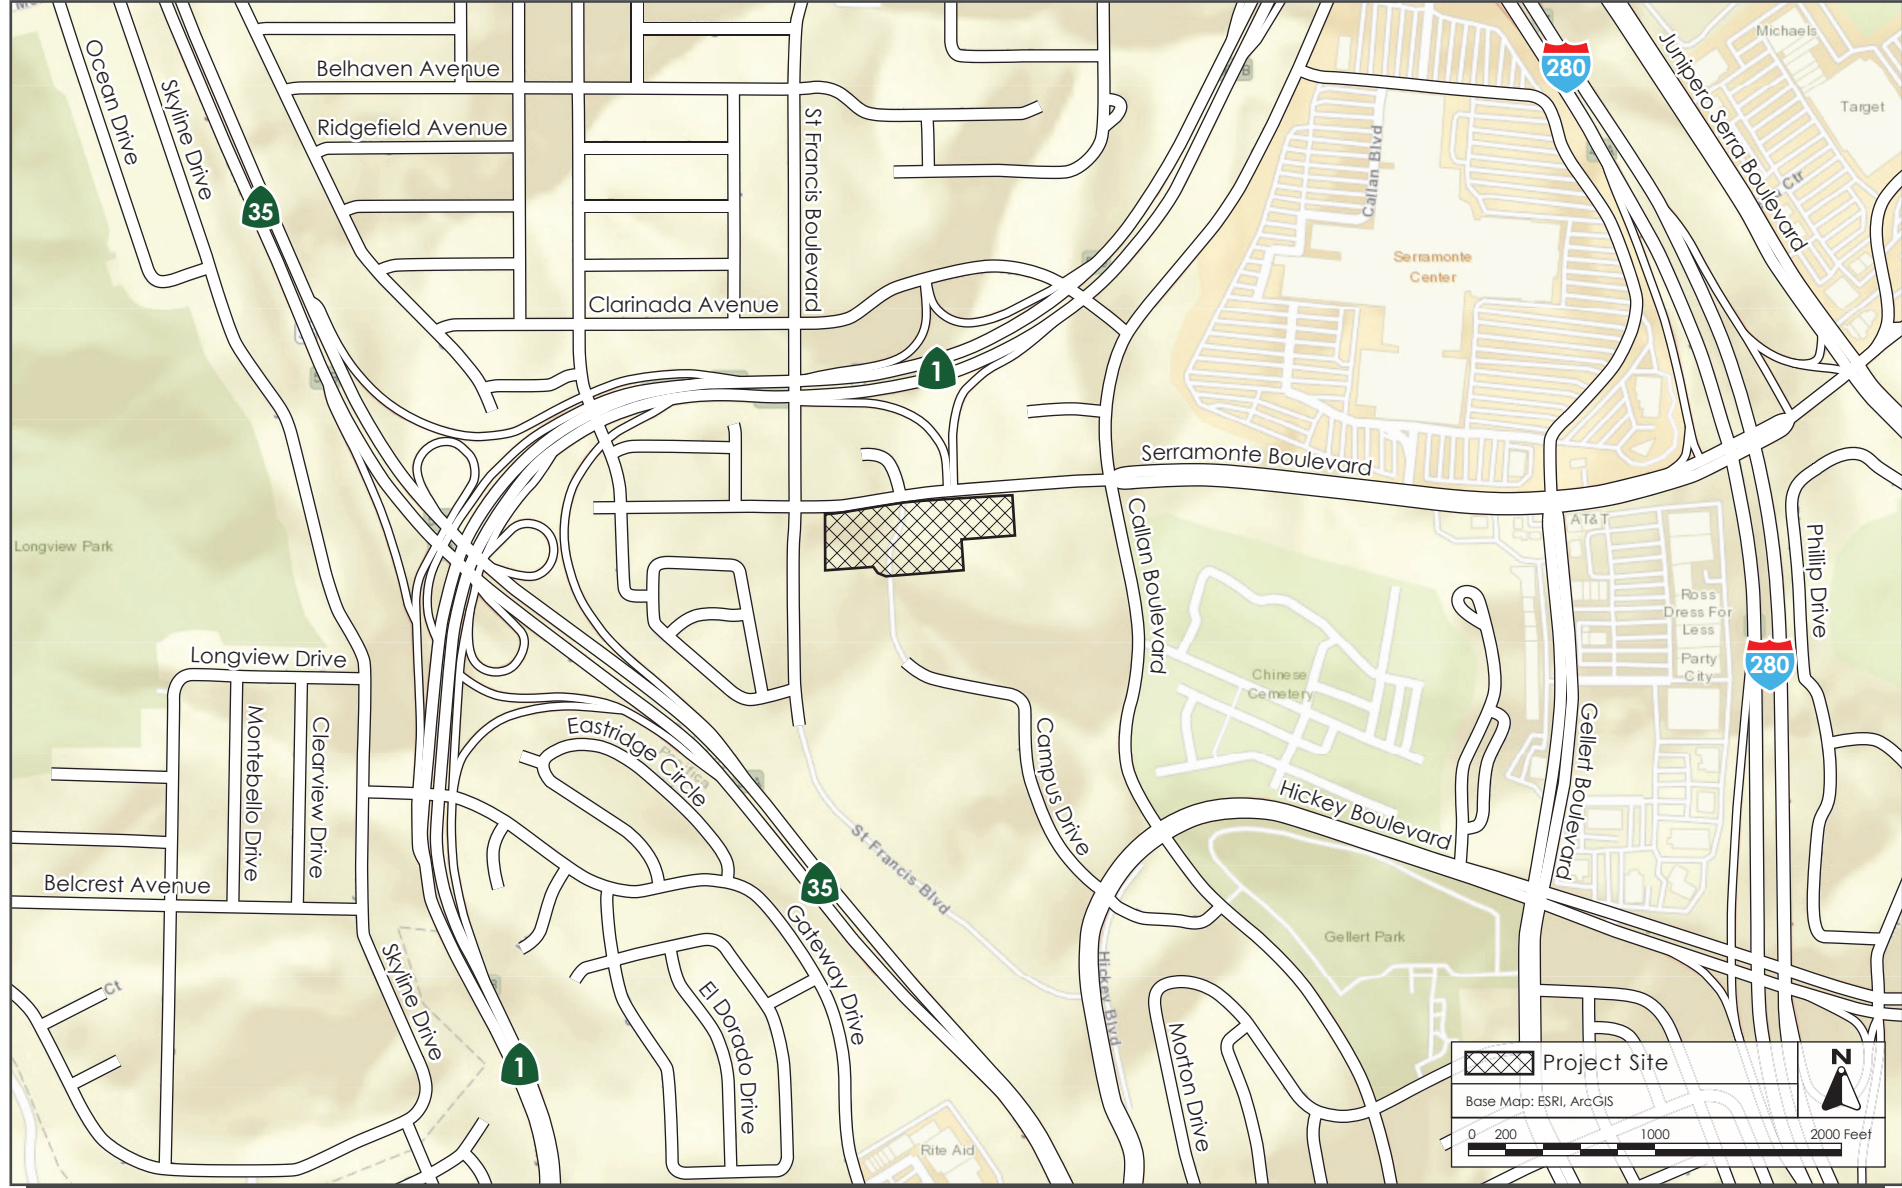 Michaels
280
Ocean Drive
Belhaven Avenue
Junipero Serra Boulevard
Target
Skyline Drive
Ridgefield Avenue
St Francis Boulevard
Callan Blvd
Ctr
35
Serramonte
Center
Clarinada Avenue
1
Serramonte Boulevard
AT&T
Callan Boulevard
Phillip Drive
Longview Park
Ross
Dress For
Less
Party
City
280
Longview Drive
Chinese
Cemetery
Montebello Drive
Clearview Drive
Eastridge Circle
Pacifica
Campus Drive
Gellert Boulevard
Hickey Boulevard
St Francis Blvd
35
Belcrest Avenue
Gateway Drive
Gellert Park
Skyline Drive
Ct
El Dorado Drive
Hickey Blvd
Morton Drive
1
Rite Aid
Project Site
N
Base Map: ESRI, ArcGIS
0 200 1000 2000 Feet